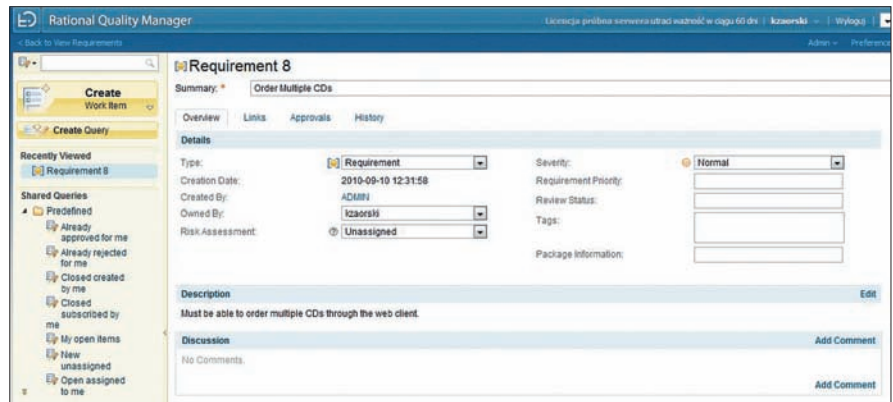 Rational Quality Manager
Licencja próbna serwera utraci ważność w ciągu 60 dni | kzaorski | Wyloguj |
< Back to View Requirements
Admin Preference
Create
Work Item
Create Query
Recently Viewed
Requirement 8
Shared Queries
Predefined
Already
approved for me
Already rejected
for me
Closed created
by me
Closed
subscribed by
me
My open items
New
unassigned
Open assigned
to me
Requirement 8
Summary: * Order Multiple CDs
Overview Links Approvals History
Details
Type: Requirement
Creation Date: 2010-09-10 12:31:58
Created By: ADMIN
Owned By: kzaorski
Risk Assessment: Unassigned
Severity: Normal
Requirement Priority:
Review Status:
Tags:
Package Information:
Description Edit
Must be able to order multiple CDs through the web client.
Discussion Add Comment
No Comments.
Add Comment